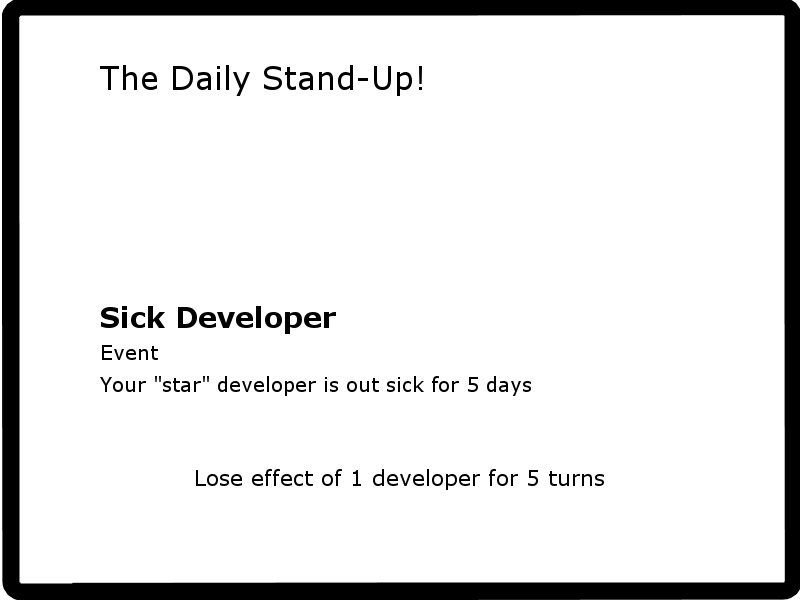 The Daily Stand-Up!
Sick Developer
Event
Your "star" developer is out sick for 5 days
Lose effect of 1 developer for 5 turns